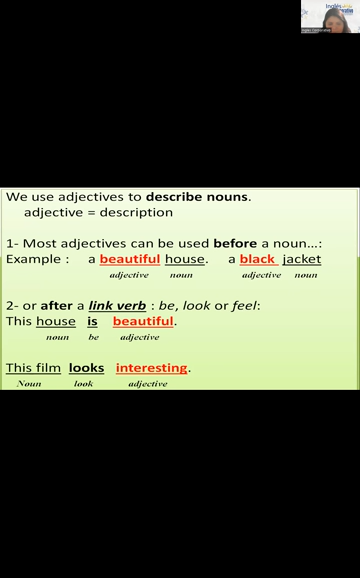 Inglés
We use adjectives to describe nouns.
adjective = description
1- Most adjectives can be used before a noun...:
Example : a beautiful house. a black jacket
adjective noun adjective noun
2- or after a link verb : be, look or feel:
This house is beautiful.
noun be adjective
This film looks interesting.
Noun look adjective